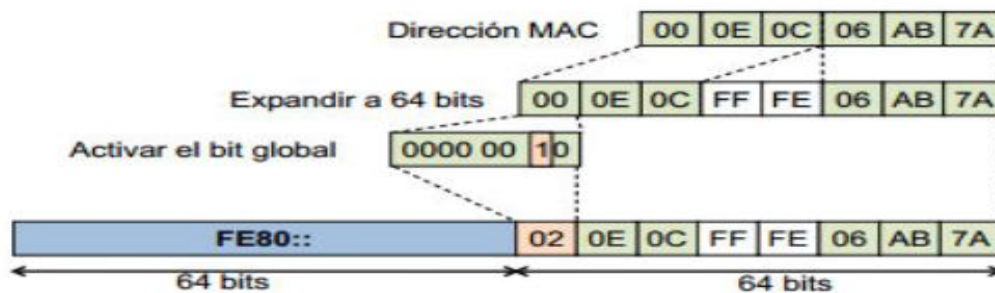 Dirección MAC 00 0E 0C 06 AB 7A
Expandir a 64 bits 00 0E 0C FF FE 06 AB 7A
Activar el bit global 0000 00 10
FE80:: 02 0E 0C FF FE 06 AB 7A
64 bits 64 bits